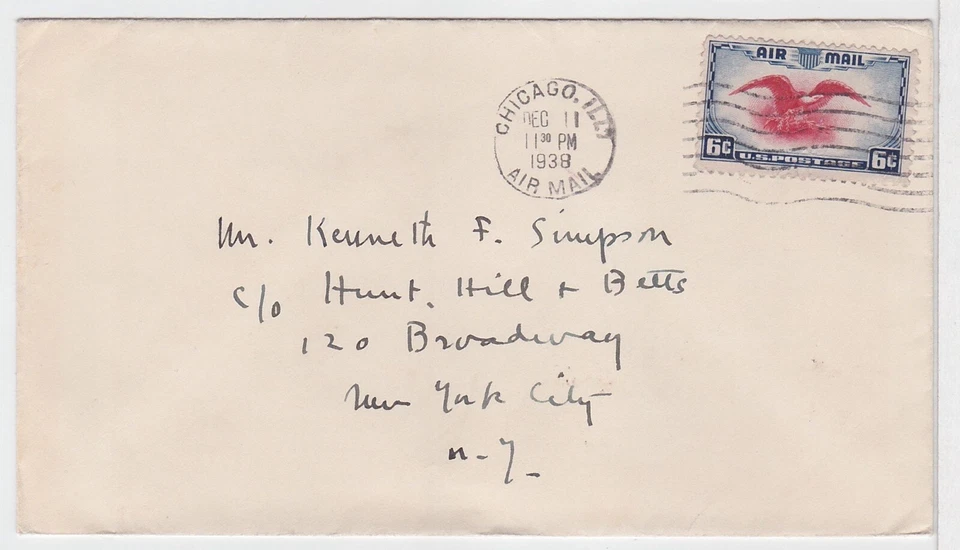 AIR MAIL
6¢ U.S. POSTAGE 6¢
CHICAGO, ILL.
DEC 11
11 30 PM
1938
AIR MAIL
Mr. Kenneth F. Simpson
c/o Hunt, Hill + Betts
120 Broadway
New York City
N-Y-